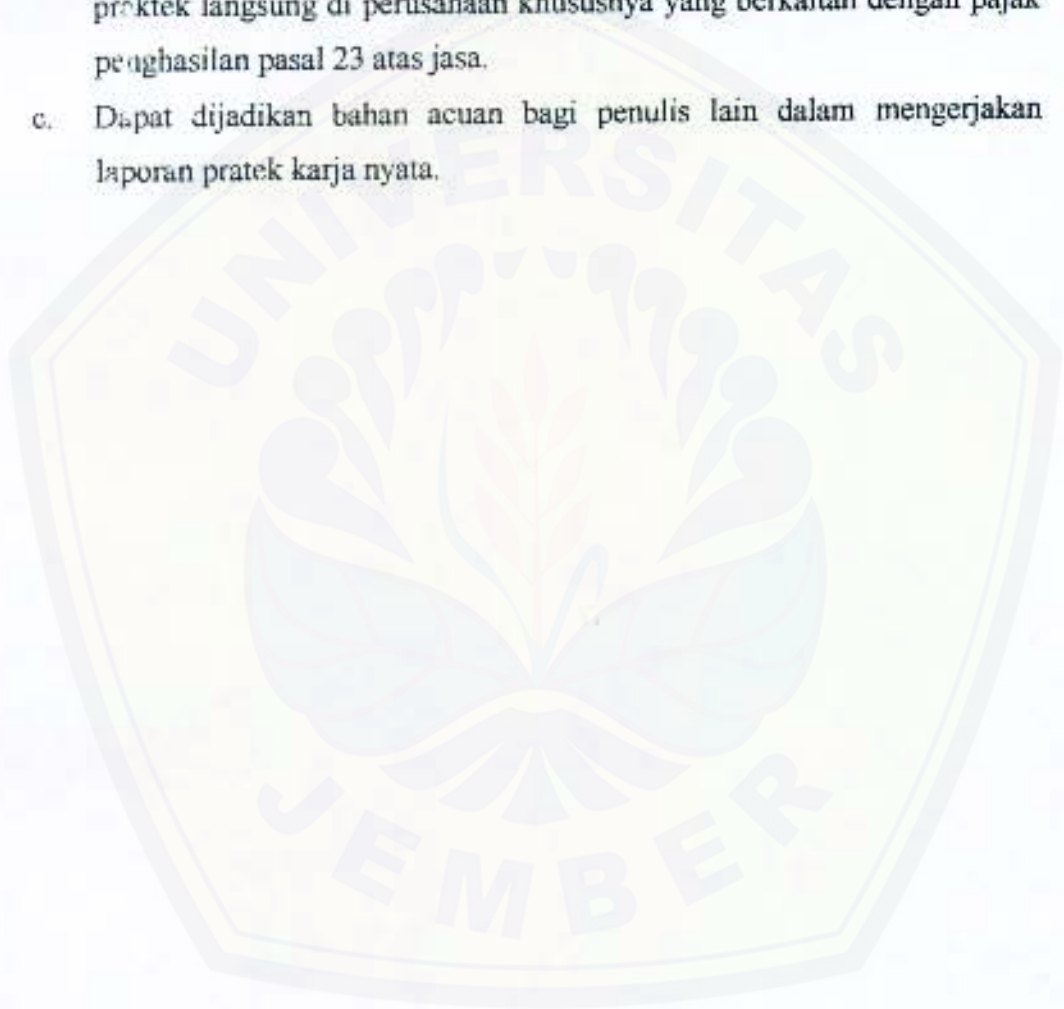 praktek langsung di perusahaan khususnya yang berkaitan dengan pajak
penghasilan pasal 23 atas jasa.
c. Dapat dijadikan bahan acuan bagi penulis lain dalam mengerjakan
laporan pratek karja nyata.
UNIVERSITAS
JEMBER